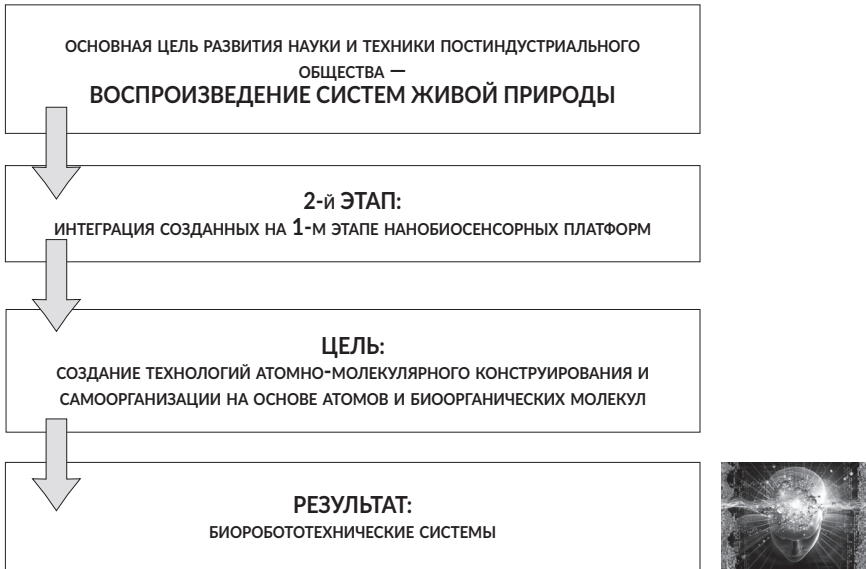 ОСНОВНАЯ ЦЕЛЬ РАЗВИТИЯ НАУКИ И ТЕХНИКИ ПОСТИНДУСТРИАЛЬНОГО
ОБЩЕСТВА —
ВОСПРОИЗВЕДЕНИЕ СИСТЕМ ЖИВОЙ ПРИРОДЫ
2-й ЭТАП:
ИНТЕГРАЦИЯ СОЗДАННЫХ НА 1-М ЭТАПЕ НАНОБИОСЕНСОРНЫХ ПЛАТФОРМ
ЦЕЛЬ:
СОЗДАНИЕ ТЕХНОЛОГИЙ АТОМНО-МОЛЕКУЛЯРНОГО КОНСТРУИРОВАНИЯ И
САМООРГАНИЗАЦИИ НА ОСНОВЕ АТОМОВ И БИООРГАНИЧЕСКИХ МОЛЕКУЛ
РЕЗУЛЬТАТ:
БИОРОБОТОТЕХНИЧЕСКИЕ СИСТЕМЫ